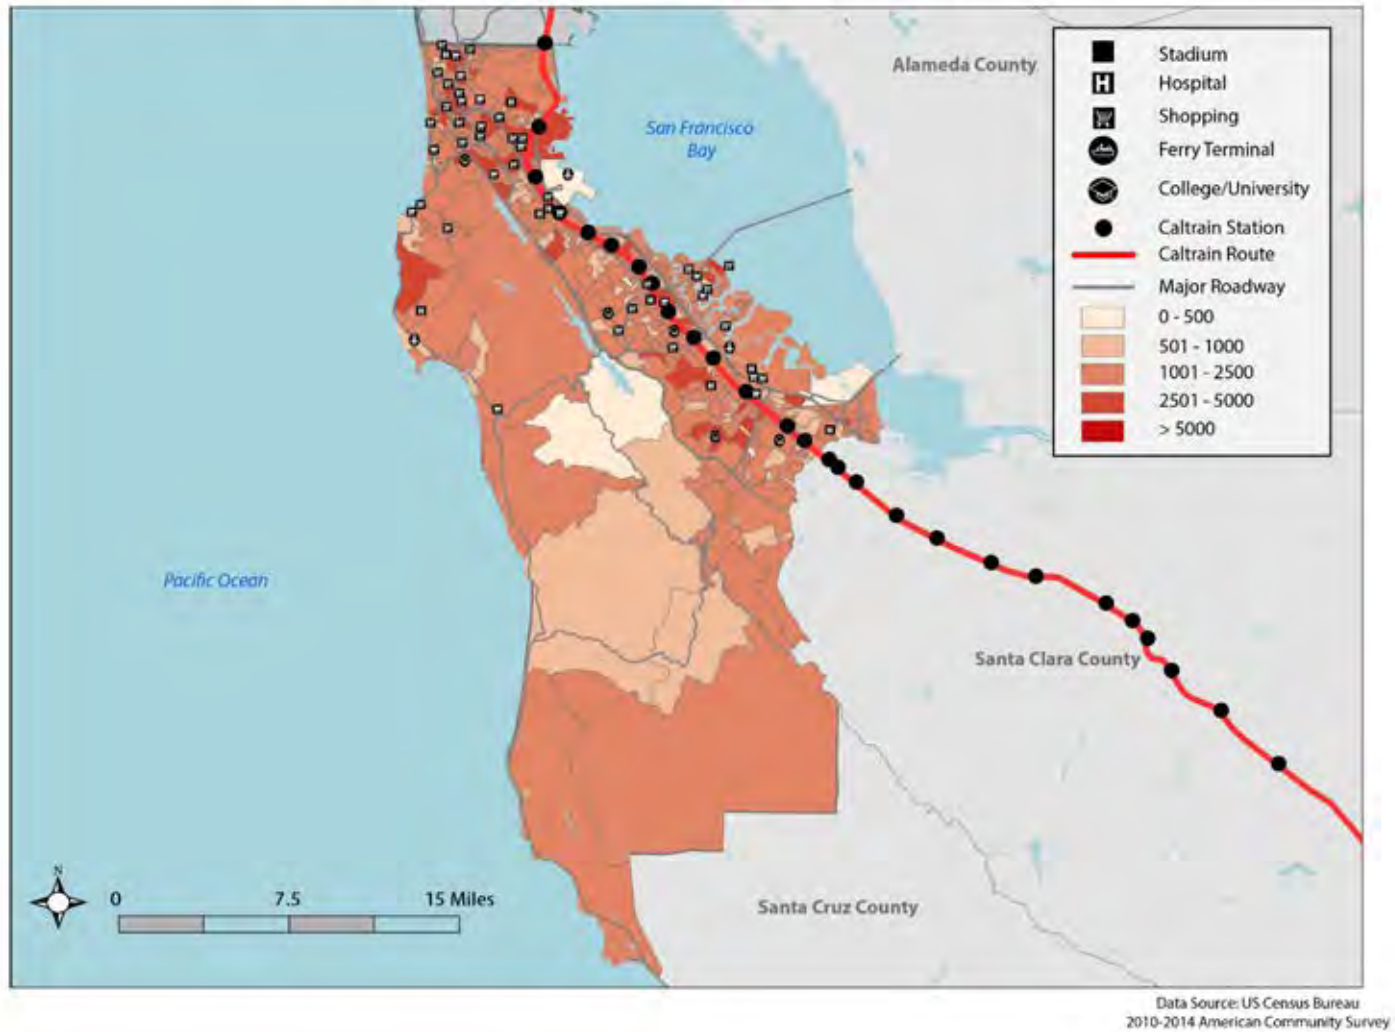 Alameda County
San Francisco
Bay
Stadium
H
Hospital
Shopping
Ferry Terminal
College/University
Caltrain Station
Caltrain Route
Major Roadway
0 - 500
501 - 1000
1001 - 2500
2501 - 5000
> 5000
Pacific Ocean
Santa Clara County
Santa Cruz County
N
0 7.5 15 Miles
Data Source: US Census Bureau
2010-2014 American Community Survey